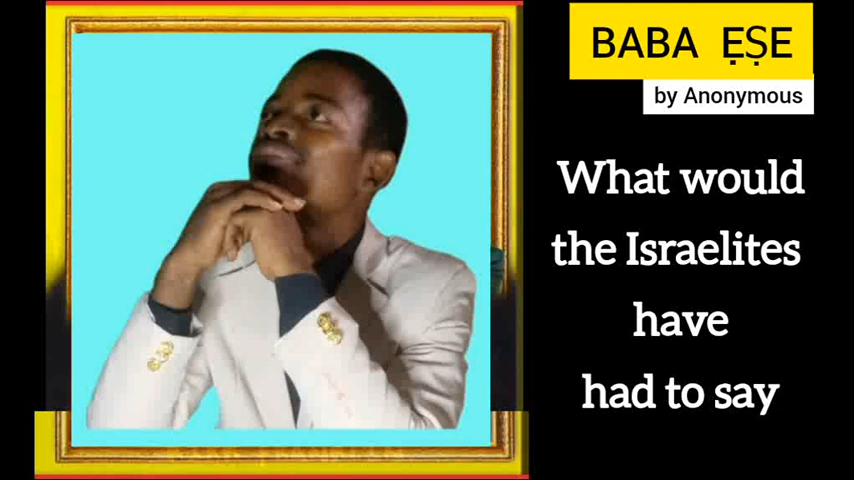 BABA ẸṢE
by Anonymous
What would
the Israelites
have
had to say